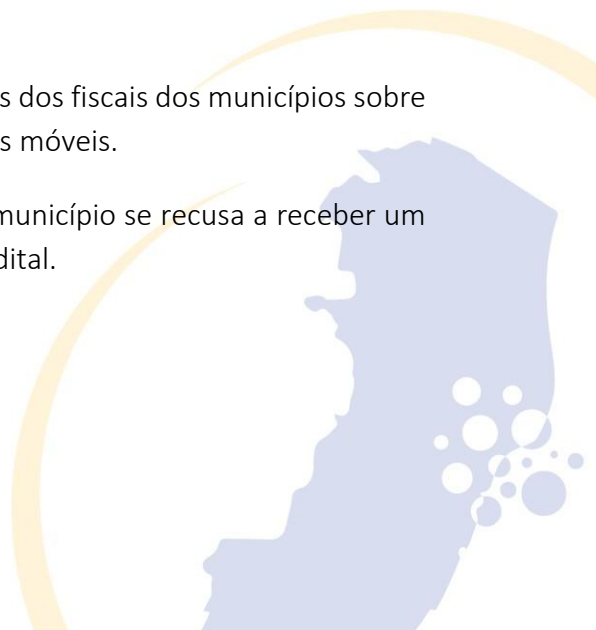 s dos fiscais dos municípios sobre
s móveis.
município se recusa a receber um
dital.